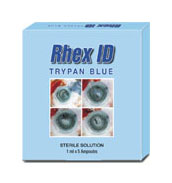 Rhex ID
TRYPAN BLUE
STERILE SOLUTION
1 ml x 5 Ampoules